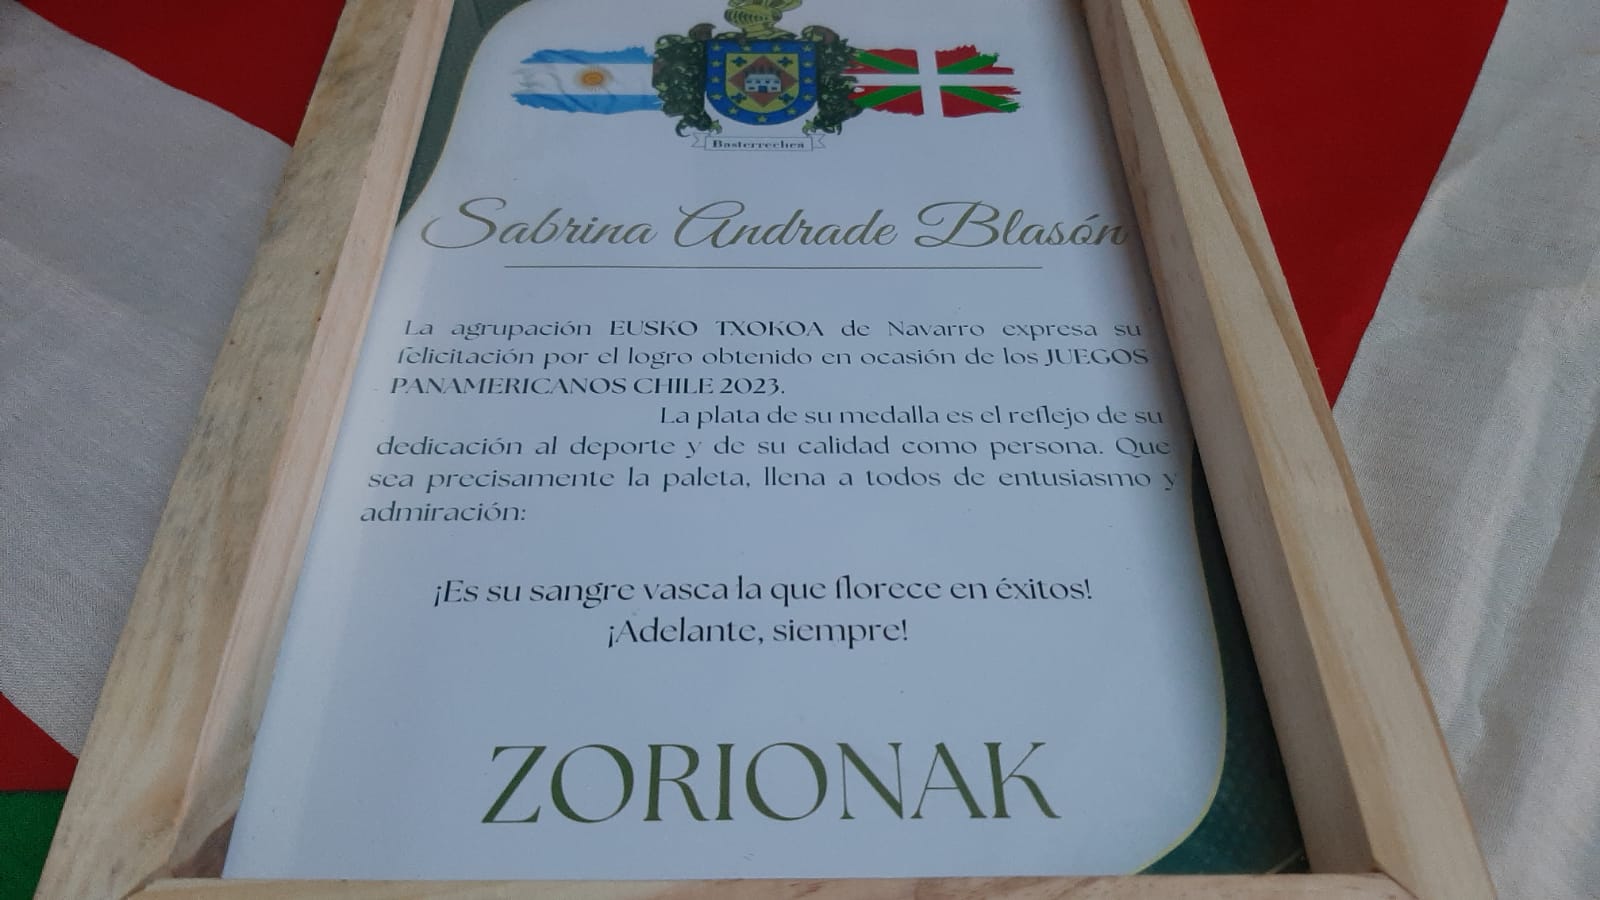 Basterrechea
Sabrina Andrade Blasón
La agrupación EUSKO TXOKOA de Navarro expresa su
felicitación por el logro obtenido en ocasión de los JUEGOS
PANAMERICANOS CHILE 2023.
La plata de su medalla es el reflejo de su
dedicación al deporte y de su calidad como persona. Que
sea precisamente la paleta, llena a todos de entusiasmo y
admiración:
¡Es su sangre vasca la que florece en éxitos!
¡Adelante, siempre!
ZORIONAK